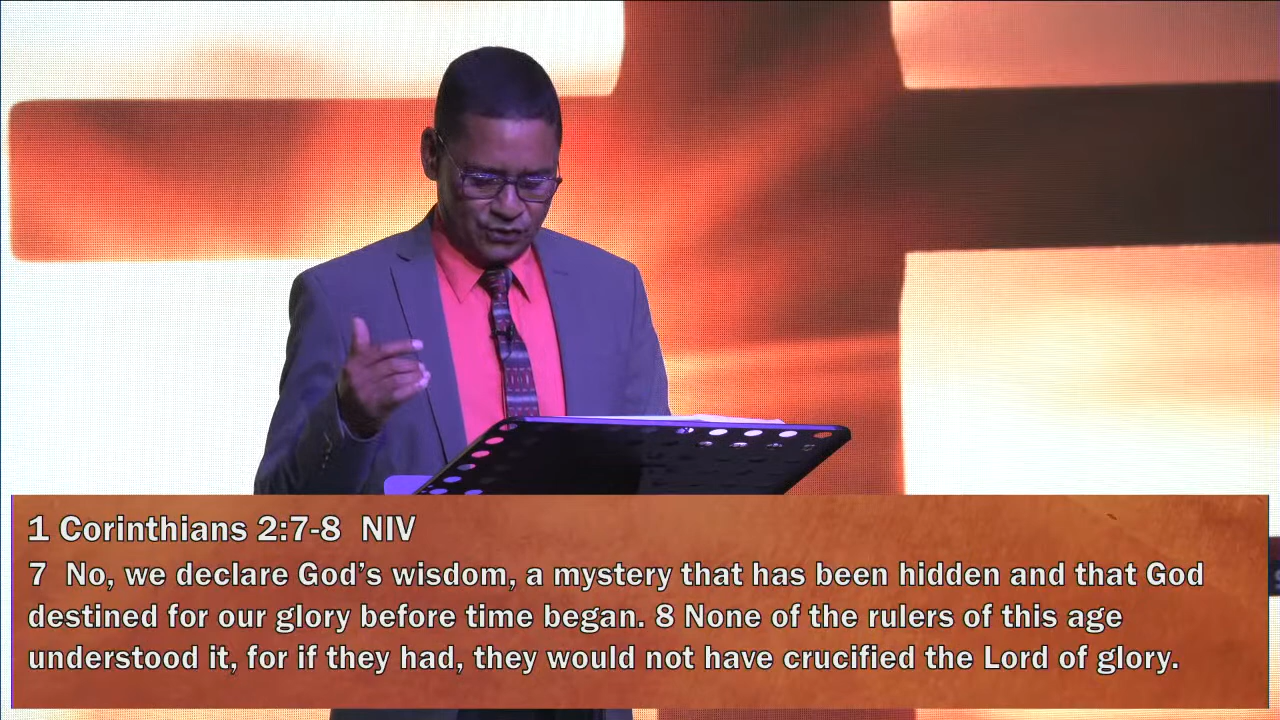 1 Corinthians 2:7-8 NIV
7 No, we declare God’s wisdom, a mystery that has been hidden and that God
destined for our glory before time began. 8 None of the rulers of this age
understood it, for if they had, they would not have crucified the Lord of glory.